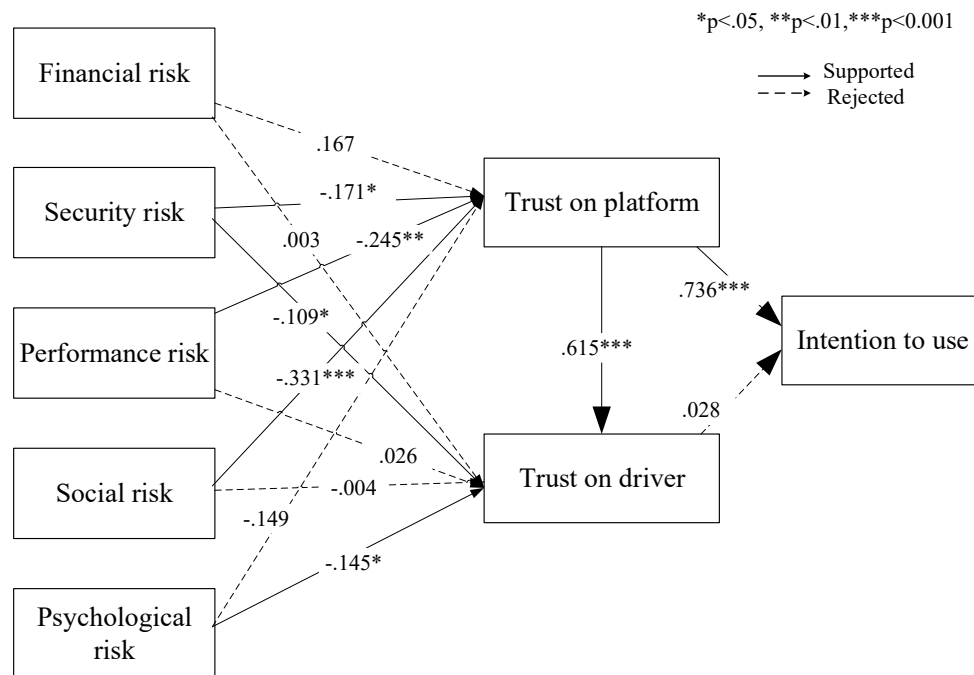 *p<.05, **p<.01,***p<0.001
Supported
Rejected
Financial risk
.167
Security risk
-.171*
Trust on platform
.003
-.245**
.736***
-.109*
Performance risk
.615***
Intention to use
-.331***
.028
.026
Social risk
-.004
Trust on driver
-.149
-.145*
Psychological
risk